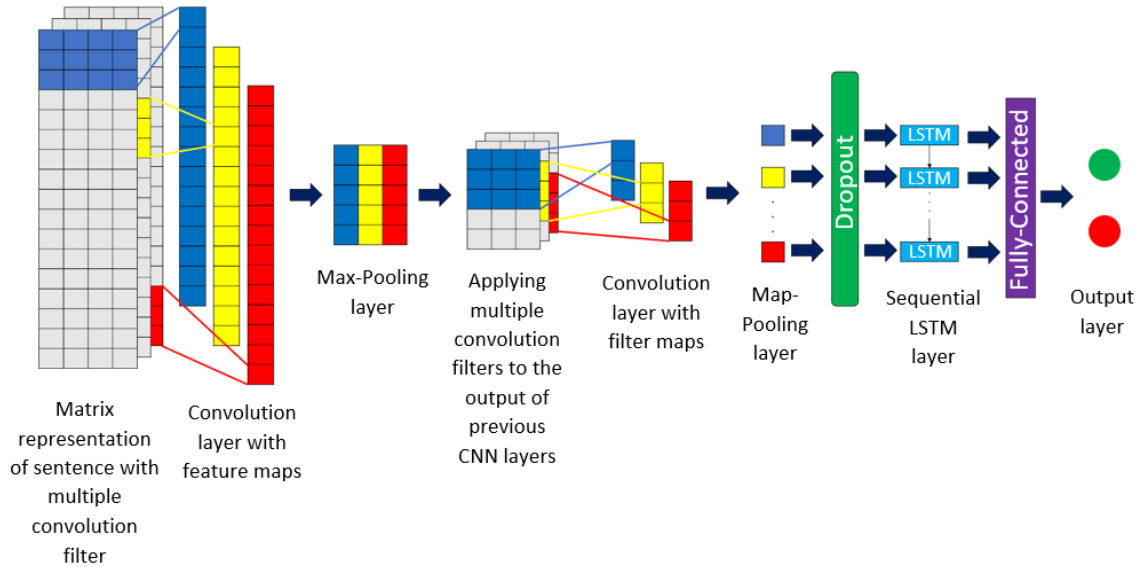 Matrix
representation
of sentence with
multiple
convolution
filter
Convolution
layer with
feature maps
Max-Pooling
layer
Applying
multiple
convolution
filters to the
output of
previous
CNN layers
Convolution
layer with
filter maps
Map-
Pooling
layer
Dropout
LSTM
LSTM
LSTM
Sequential
LSTM
layer
Fully-Connected
Output
layer